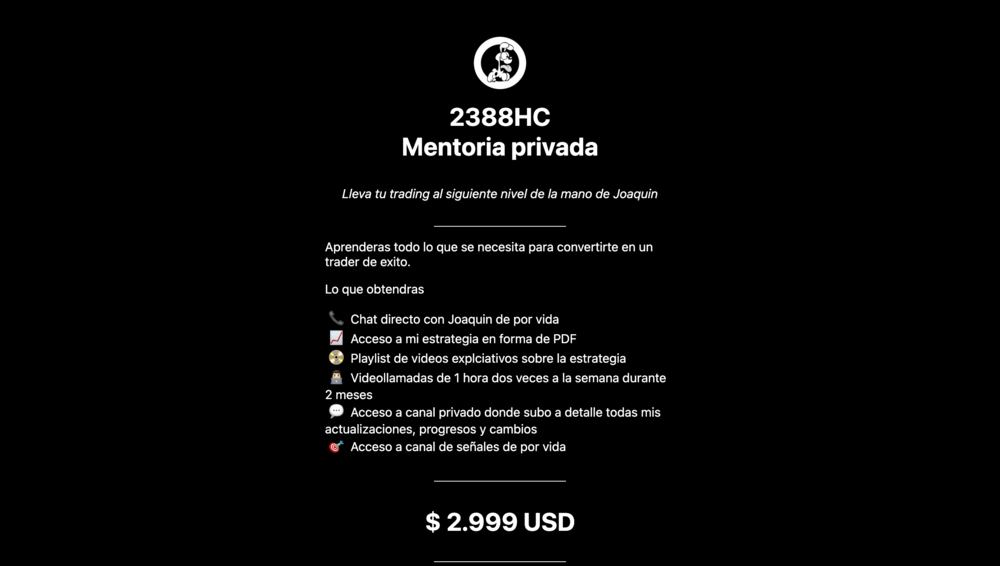 2388HC
Mentoria privada
Lleva tu trading al siguiente nivel de la mano de Joaquin
Aprenderas todo lo que se necesita para convertirte en un
trader de exito.
Lo que obtendras
📞 Chat directo con Joaquin de por vida
📈 Acceso a mi estrategia en forma de PDF
📀 Playlist de videos explciativos sobre la estrategia
👨🏻‍💻 Videollamadas de 1 hora dos veces a la semana durante
2 meses
💬 Acceso a canal privado donde subo a detalle todas mis
actualizaciones, progresos y cambios
🎯 Acceso a canal de señales de por vida
$ 2.999 USD